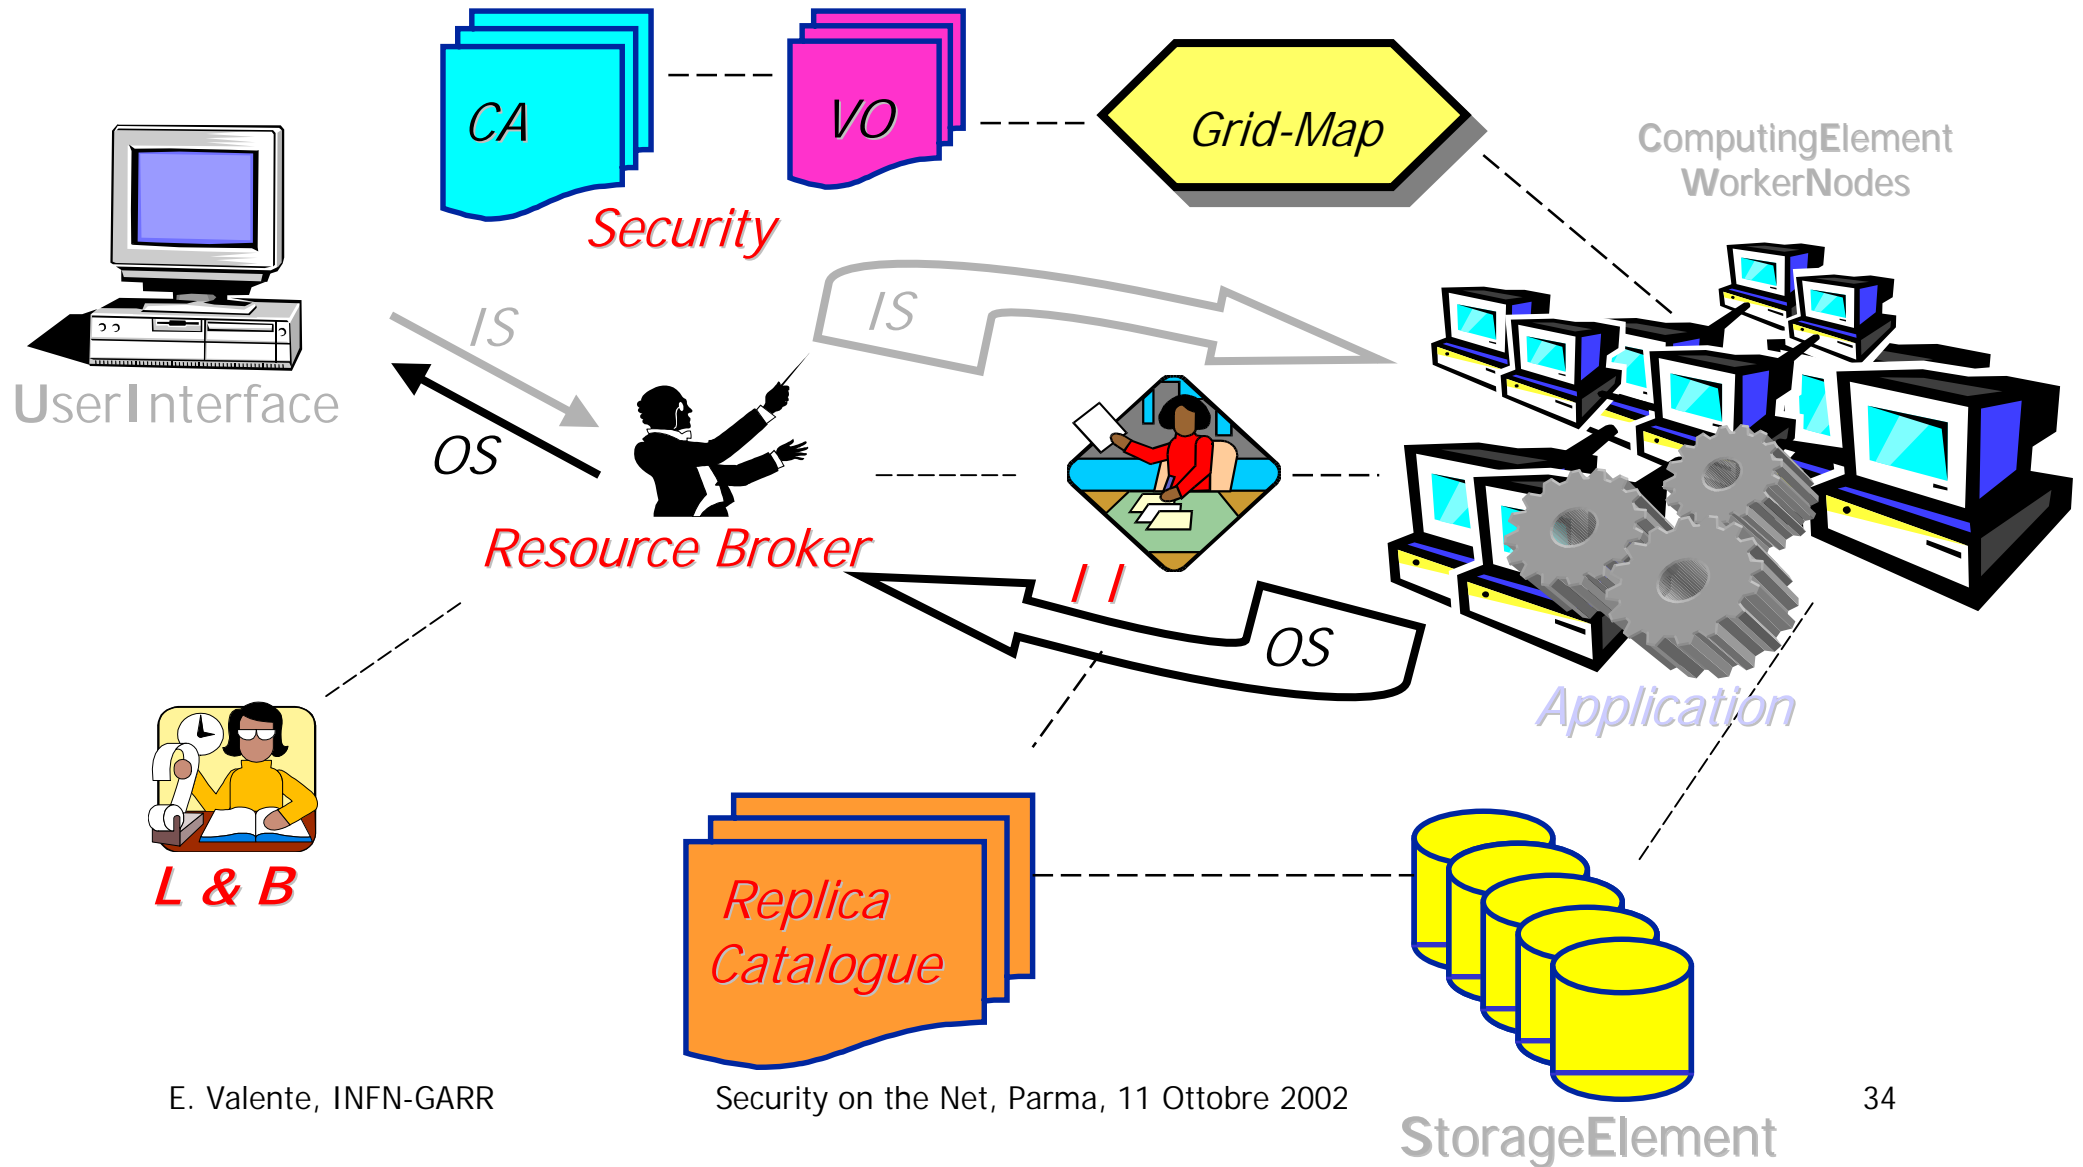 CA
VO
Grid-Map
ComputingElement
WorkerNodes
Security
IS
IS
UserInterface
OS
Resource Broker
II
OS
Application
L & B
Replica
Catalogue
E. Valente, INFN-GARR
Security on the Net, Parma, 11 Ottobre 2002
34
StorageElement